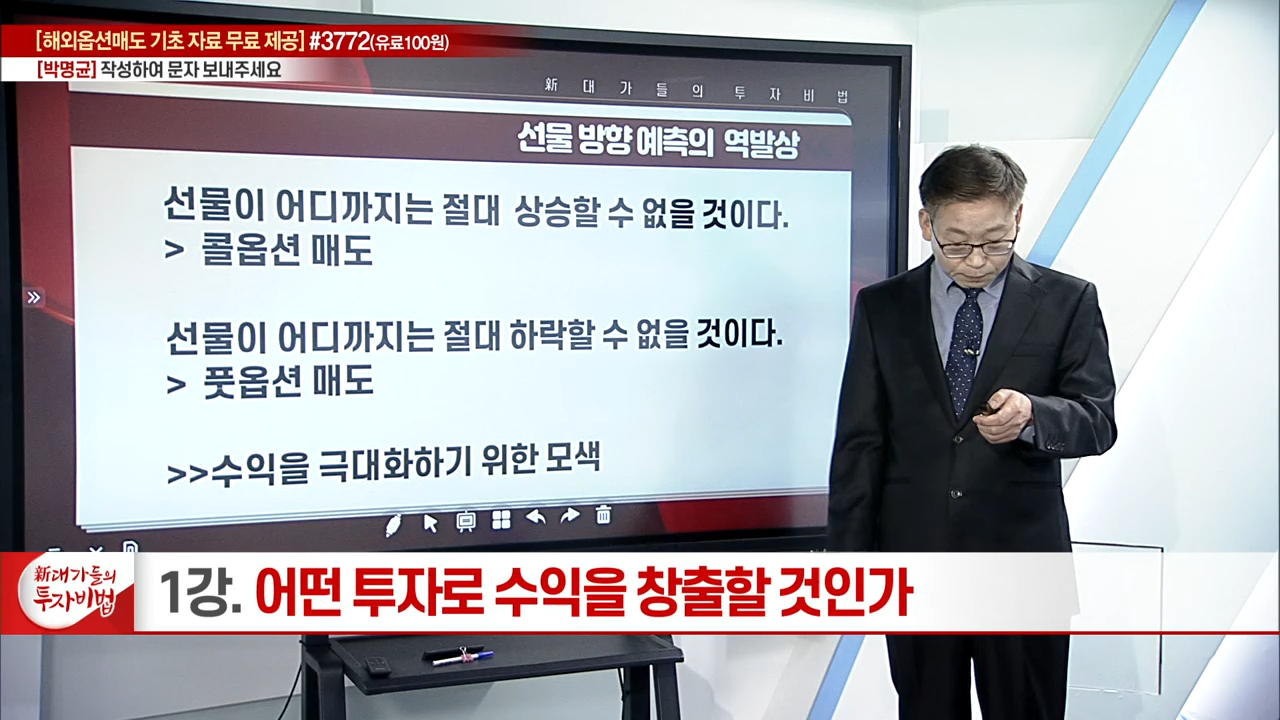 [해외옵션매도 기초 자료 무료 제공] #3772(유료100원)
[박명균] 작성하여 문자 보내주세요
新 대 가 들 의 투 자 비 법
선물 방향 예측의 역발상
선물이 어디까지는 절대 상승할 수 없을 것이다.
> 콜옵션 매도
선물이 어디까지는 절대 하락할 수 없을 것이다.
> 풋옵션 매도
>>수익을 극대화하기 위한 모색
新대가들의
투자비법
1강. 어떤 투자로 수익을 창출할 것인가